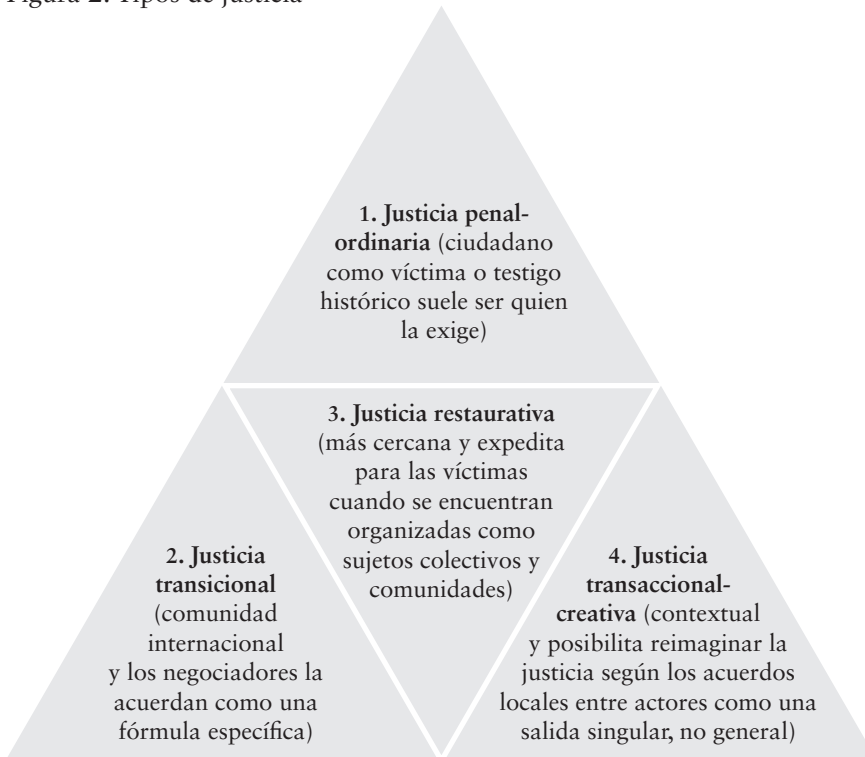 Figura 2. Tipos de justicia
1. Justicia penal-
ordinaria (ciudadano
como víctima o testigo
histórico suele ser quien
la exige)
3. Justicia restaurativa
(más cercana y expedita
para las víctimas
cuando se encuentran
organizadas como
sujetos colectivos y
comunidades)
2. Justicia
transicional
(comunidad
internacional
y los negociadores la
acuerdan como una
fórmula específica)
4. Justicia
transaccional-
creativa (contextual
y posibilita reimaginar la
justicia según los acuerdos
locales entre actores como una
salida singular, no general)